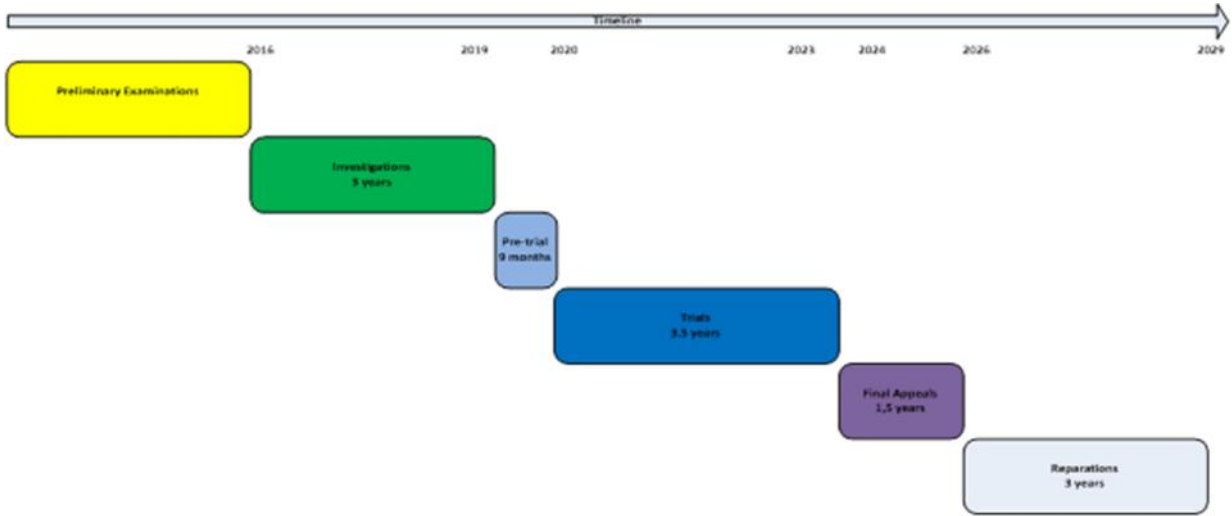 Timeline
2016 2019 2020 2023 2024 2026 2029
Preliminary Examinations
Investigations
3 years
Pre-trial
9 months
Trials
3.5 years
Final Appeals
1,5 years
Reparations
3 years